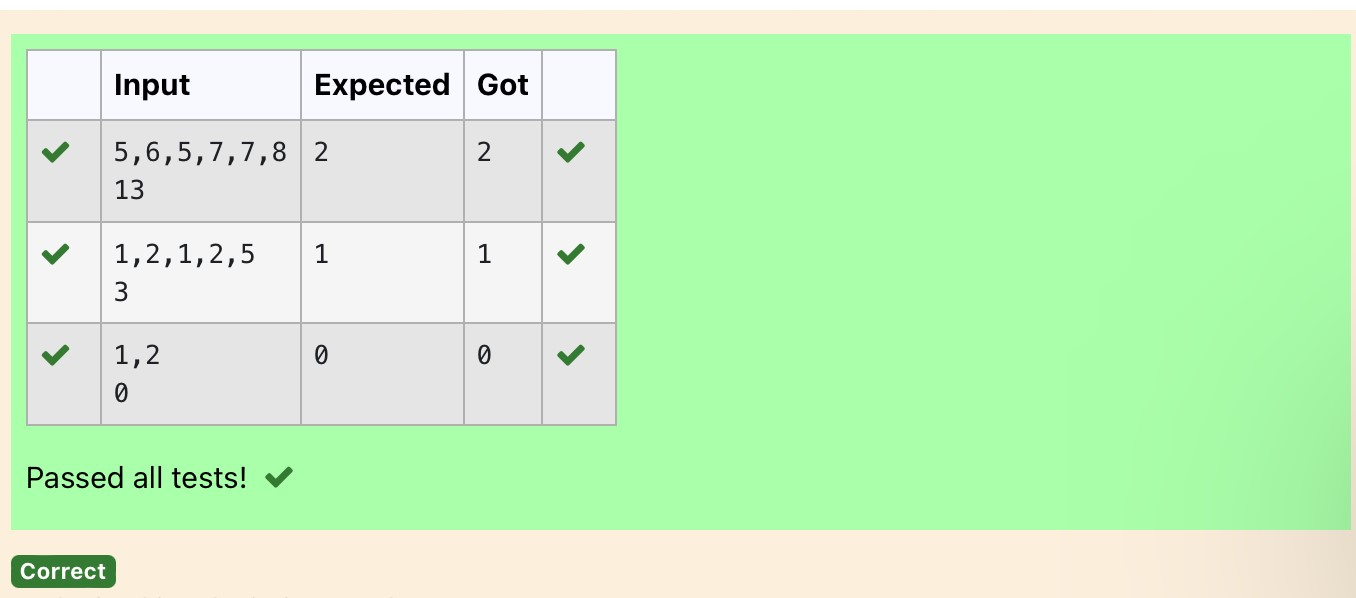 Input Expected Got
5,6,5,7,7,8 2 2
13
1,2,1,2,5 1 1
3
1,2 0 0
0
Passed all tests!
Correct